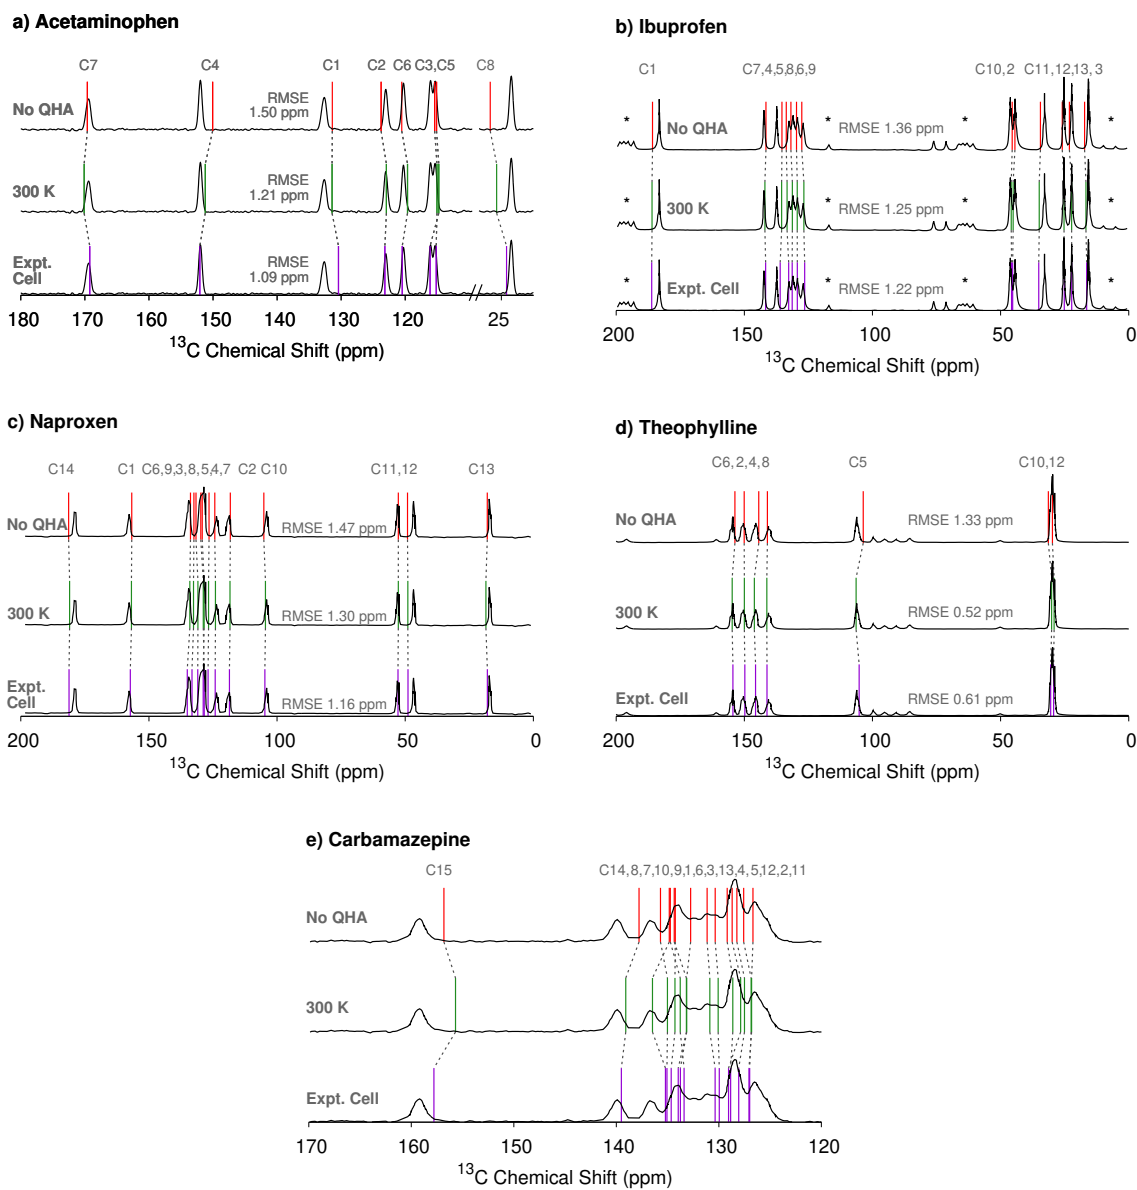 a) Acetaminophen
C7 C4 C1 C2 C6 C3,C5 C8
No QHA
RMSE
1.50 ppm
300 K
RMSE
1.21 ppm
Expt.
Cell
RMSE
1.09 ppm
180 170 160 150 140 130 120 25
13C Chemical Shift (ppm)
b) Ibuprofen
C1 C7,4,5,8,6,9 C10,2 C11,12,13, 3
* No QHA * RMSE 1.36 ppm * *
* 300 K * RMSE 1.25 ppm * *
* Expt. Cell * RMSE 1.22 ppm * *
200 150 100 50 0
13C Chemical Shift (ppm)
c) Naproxen
C14 C1 C6,9,3,8,5,4,7 C2 C10 C11,12 C13
No QHA RMSE 1.47 ppm
300 K RMSE 1.30 ppm
Expt.
Cell RMSE 1.16 ppm
200 150 100 50 0
13C Chemical Shift (ppm)
d) Theophylline
C6,2,4,8 C5 C10,12
No QHA RMSE 1.33 ppm
300 K RMSE 0.52 ppm
Expt. Cell RMSE 0.61 ppm
200 150 100 50 0
13C Chemical Shift (ppm)
e) Carbamazepine
C15 C14,8,7,10,9,1,6,3,13,4,5,12,2,11
No QHA
300 K
Expt. Cell
170 160 150 140 130 120
13C Chemical Shift (ppm)